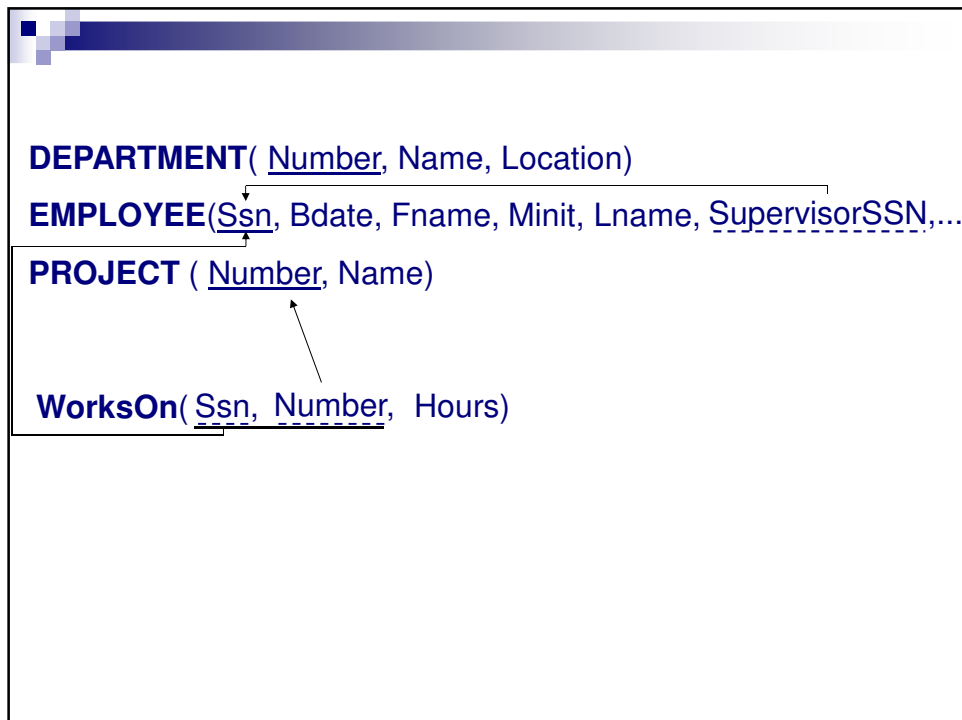 DEPARTMENT( Number, Name, Location)
EMPLOYEE(Ssn, Bdate, Fname, Minit, Lname, SupervisorSSN,...
PROJECT ( Number, Name)
WorksOn( Ssn, Number, Hours)